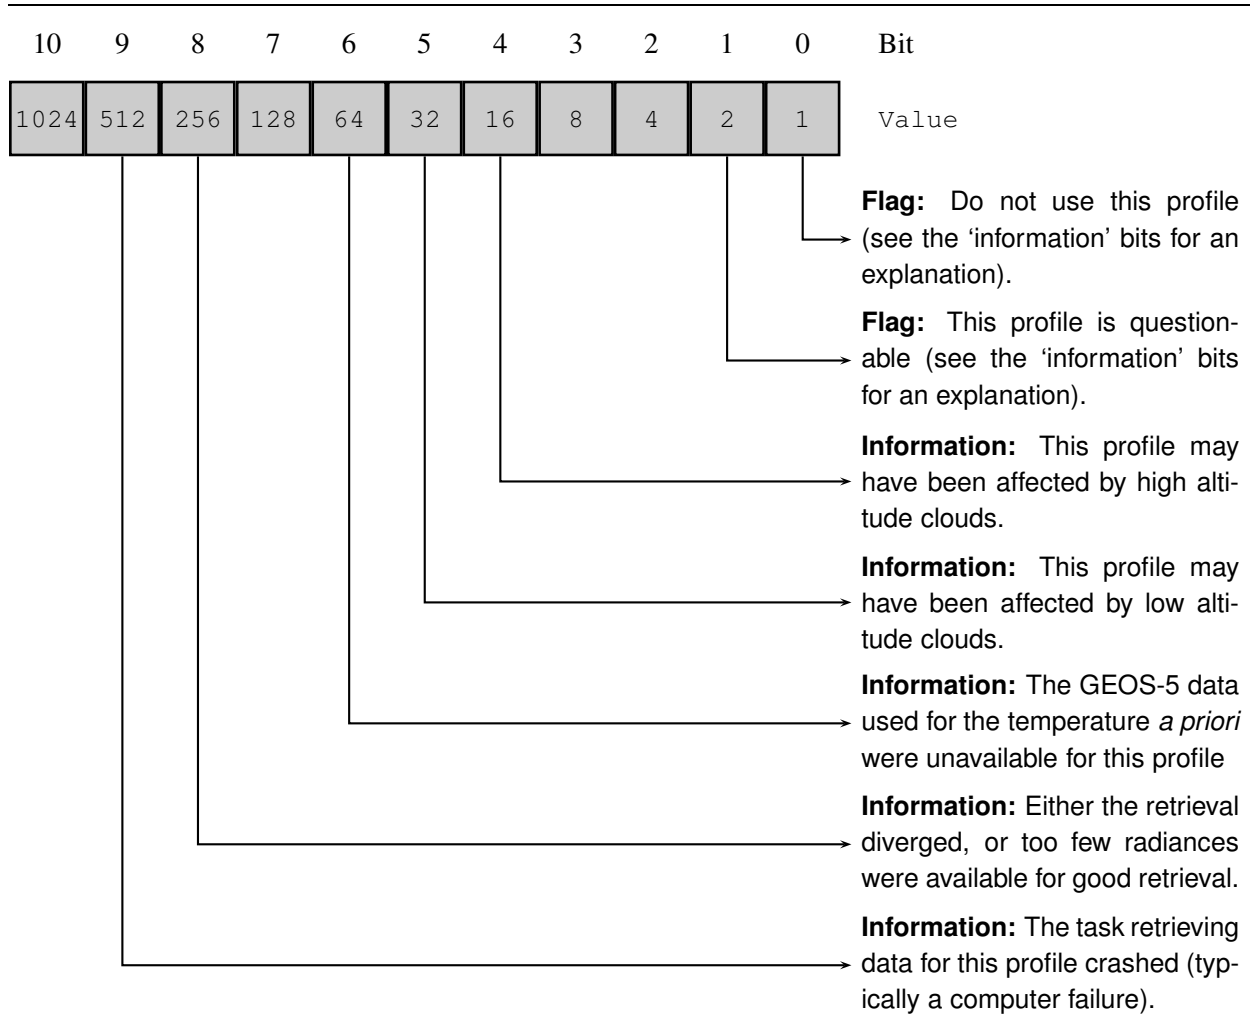 10 9 8 7 6 5 4 3 2 1 0 Bit
1024 512 256 128 64 32 16 8 4 2 1 Value
Flag: Do not use this profile
(see the ‘information’ bits for an
explanation).
Flag: This profile is question-
able (see the ‘information’ bits
for an explanation).
Information: This profile may
have been affected by high alti-
tude clouds.
Information: This profile may
have been affected by low alti-
tude clouds.
Information: The GEOS-5 data
used for the temperature a priori
were unavailable for this profile
Information: Either the retrieval
diverged, or too few radiances
were available for good retrieval.
Information: The task retrieving
data for this profile crashed (typ-
ically a computer failure).